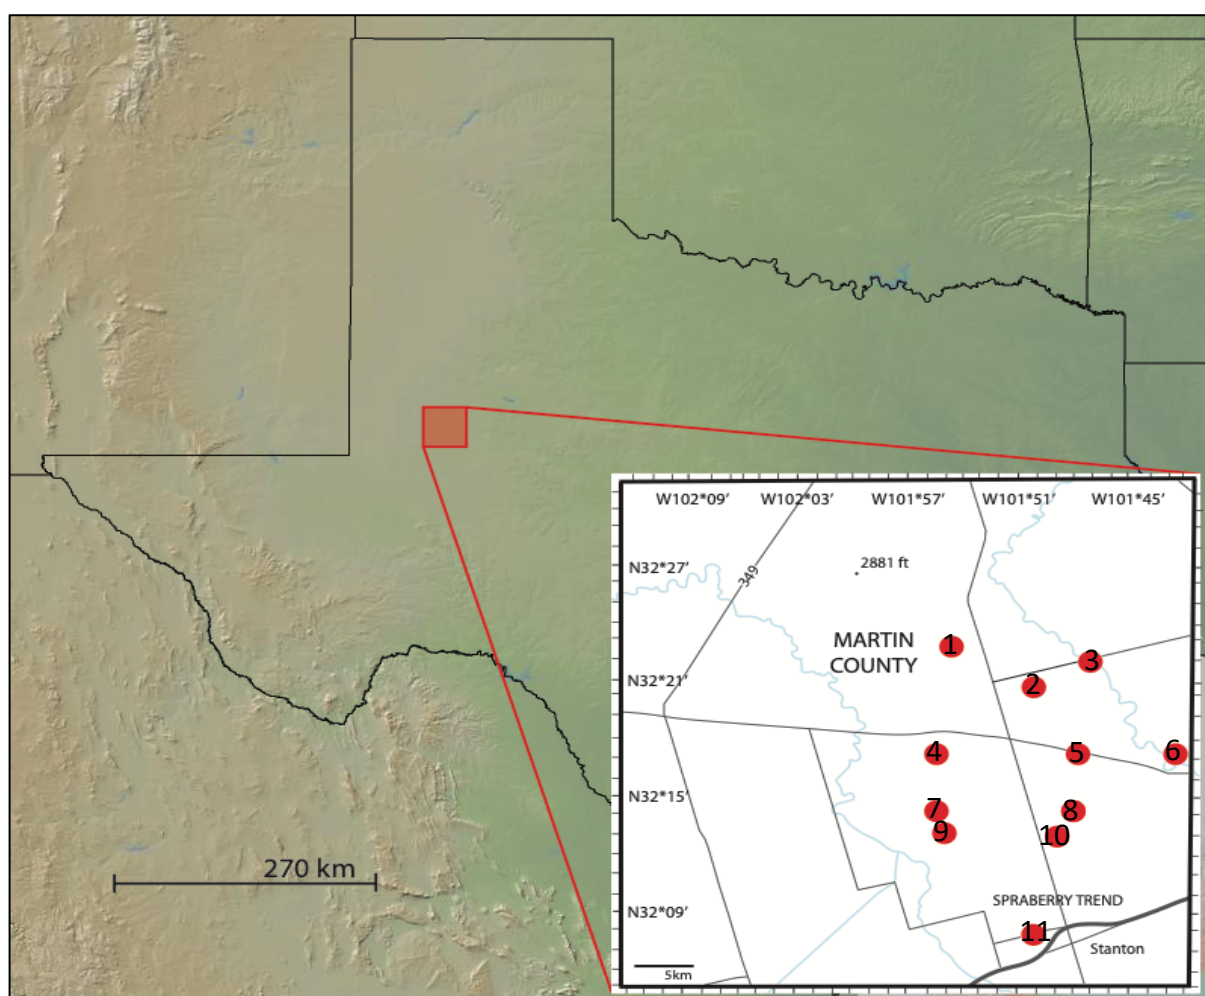 W102*09′ W102*03′ W101*57′ W101*51′ W101*45′
N32*27′
349
2881 ft
MARTIN
COUNTY
1
3
2
N32*21′
4
5
6
N32*15′
7
8
9
10
SPRABERRY TREND
N32*09′
11
Stanton
5km
270 km